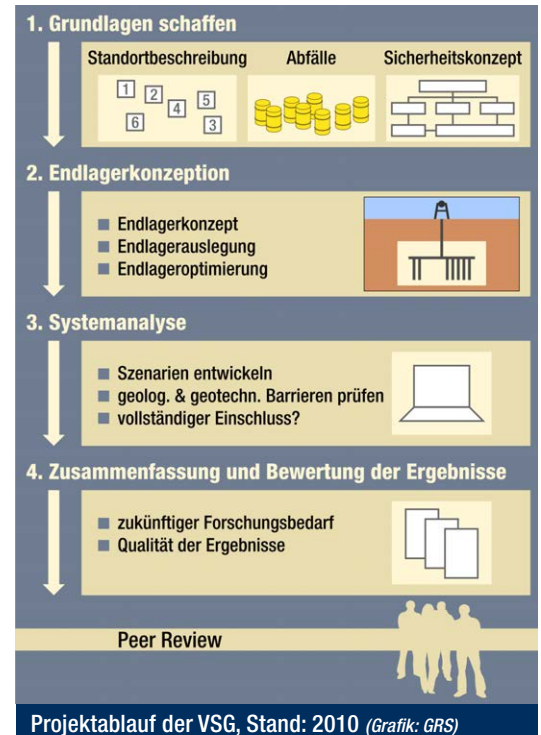 1. Grundlagen schaffen
Standortbeschreibung Abfälle Sicherheitskonzept
1 2 4 5
6 3
2. Endlagerkonzeption
■ Endlagerkonzept
■ Endlagerauslegung
■ Endlageroptimierung
3. Systemanalyse
■ Szenarien entwickeln
■ geolog. & geotechn. Barrieren prüfen
■ vollständiger Einschluss?
4. Zusammenfassung und Bewertung der Ergebnisse
■ zukünftiger Forschungsbedarf
■ Qualität der Ergebnisse
Peer Review
Projektablauf der VSG, Stand: 2010 (Grafik: GRS)